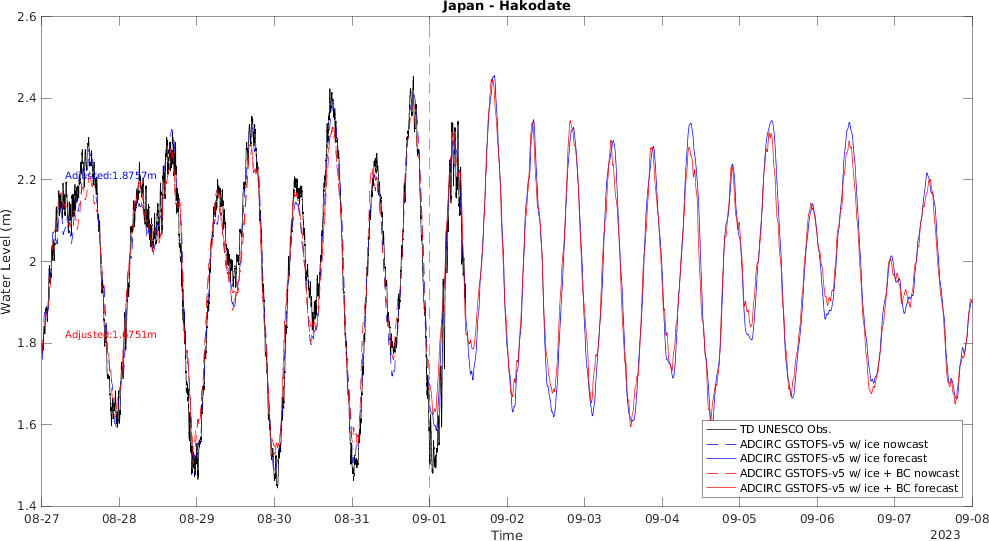 Japan - Hakodate
2.6
2.4
2.2
2
1.8
1.6
1.4
Water Level (m)
Adjusted:1.8757m
Adjusted:1.6751m
TD UNESCO Obs.
ADCIRC GSTOFS-v5 w/ ice nowcast
ADCIRC GSTOFS-v5 w/ ice forecast
ADCIRC GSTOFS-v5 w/ ice + BC nowcast
ADCIRC GSTOFS-v5 w/ ice + BC forecast
08-27 08-28 08-29 08-30 08-31 09-01 09-02 09-03 09-04 09-05 09-06 09-07 09-08
Time
2023